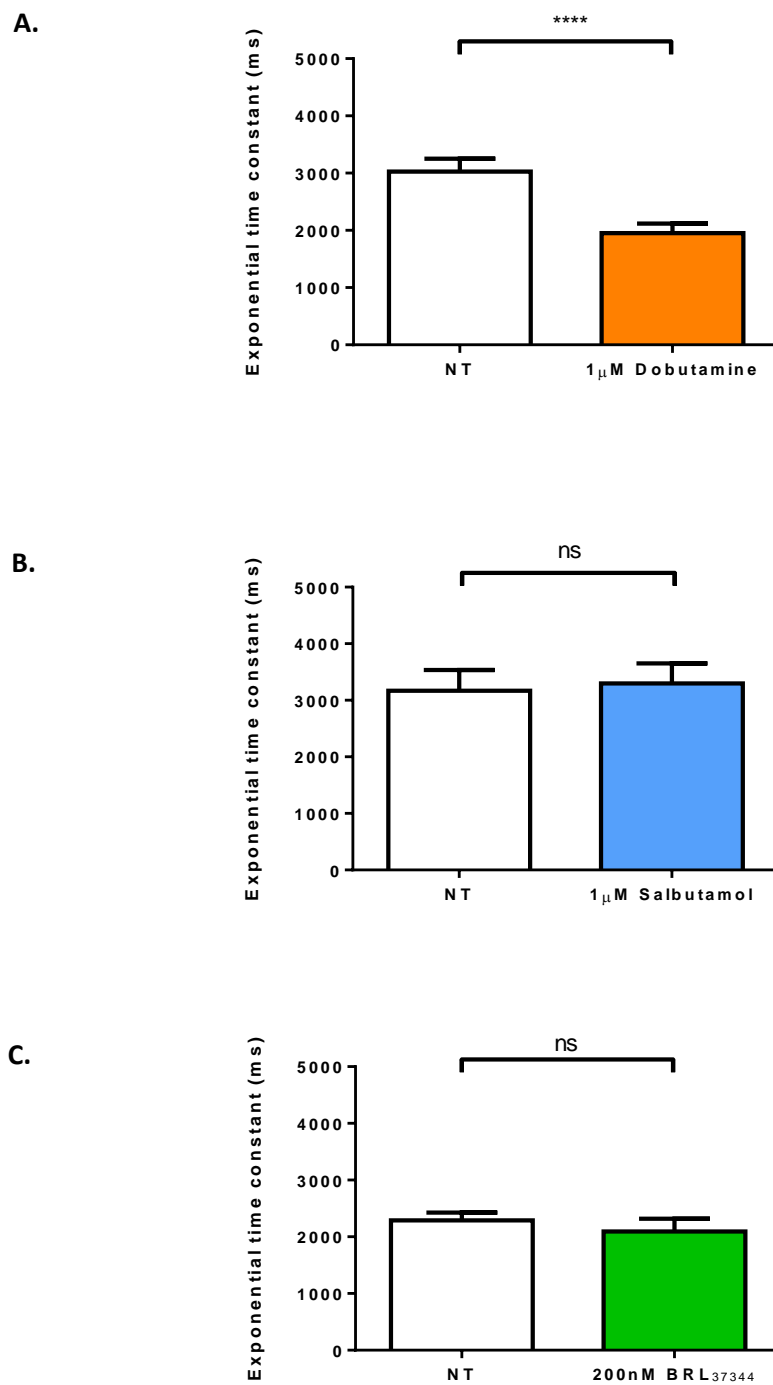 A.
****
Exponential time constant (ms)
5000
4000
3000
2000
1000
0
NT
1μM Dobutamine
B.
ns
Exponential time constant (ms)
5000
4000
3000
2000
1000
0
NT
1μM Salbutamol
C.
ns
Exponential time constant (ms)
5000
4000
3000
2000
1000
0
NT
200nM BRL37344